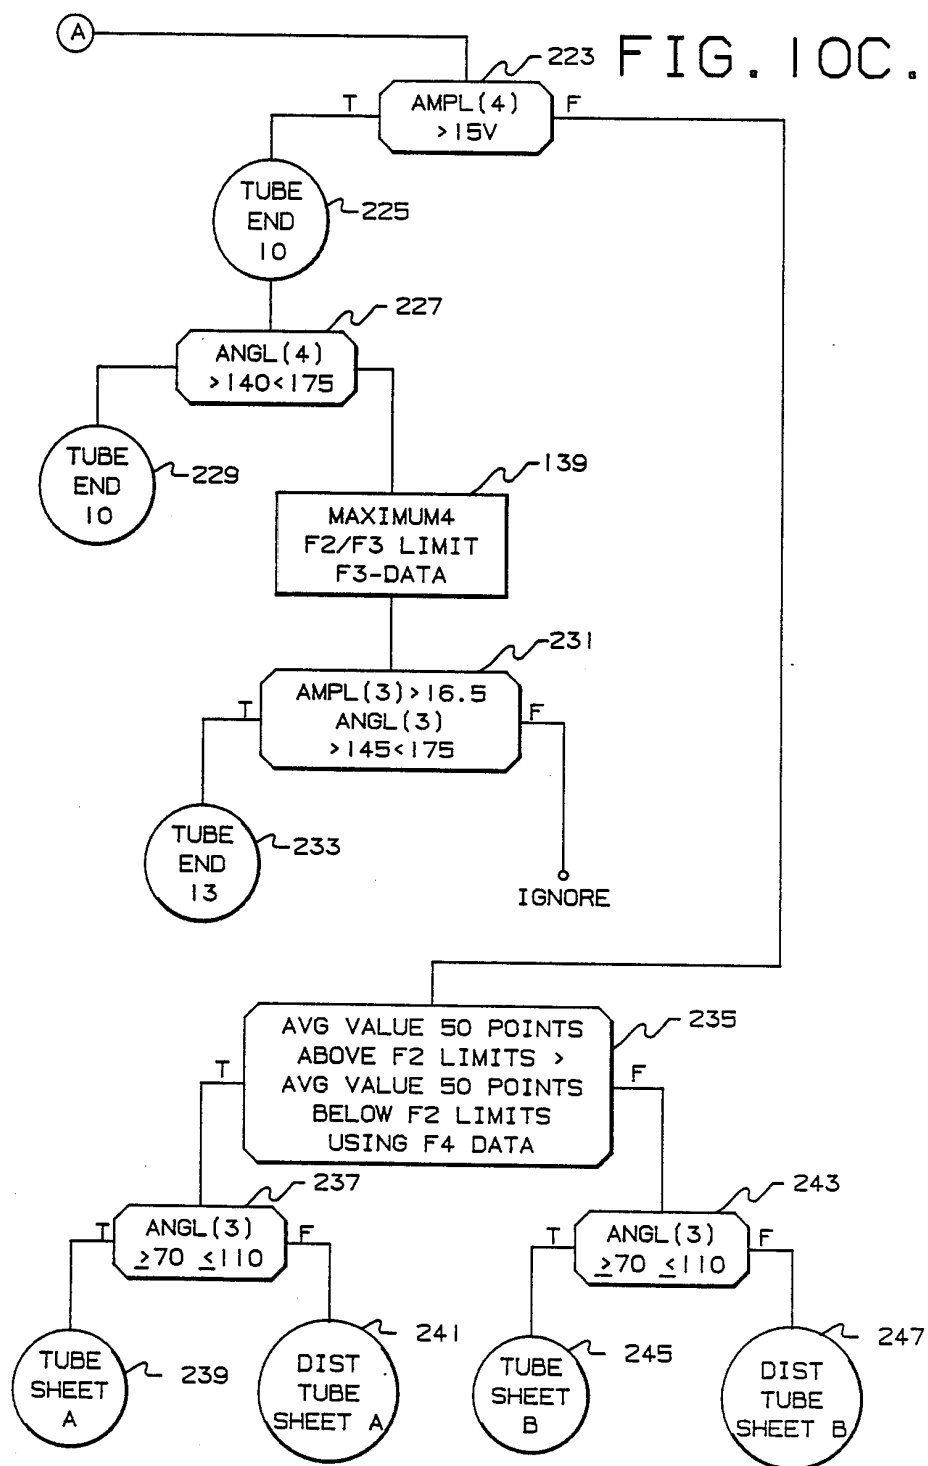 A
FIG. 10C.
223
T
AMPL(4)
>15V
F
TUBE
END
10
225
227
ANGL(4)
>140<175
TUBE
END
10
229
139
MAXIMUM4
F2/F3 LIMIT
F3-DATA
231
T
AMPL(3)>16.5
ANGL(3)
>145<175
F
TUBE
END
13
233
IGNORE
235
T
AVG VALUE 50 POINTS
ABOVE F2 LIMITS >
AVG VALUE 50 POINTS
BELOW F2 LIMITS
USING F4 DATA
F
237
T
ANGL(3)
≥70 ≤110
F
243
T
ANGL(3)
≥70 ≤110
F
TUBE
SHEET
A
239
DIST
TUBE
SHEET A
241
TUBE
SHEET
B
245
DIST
TUBE
SHEET B
247